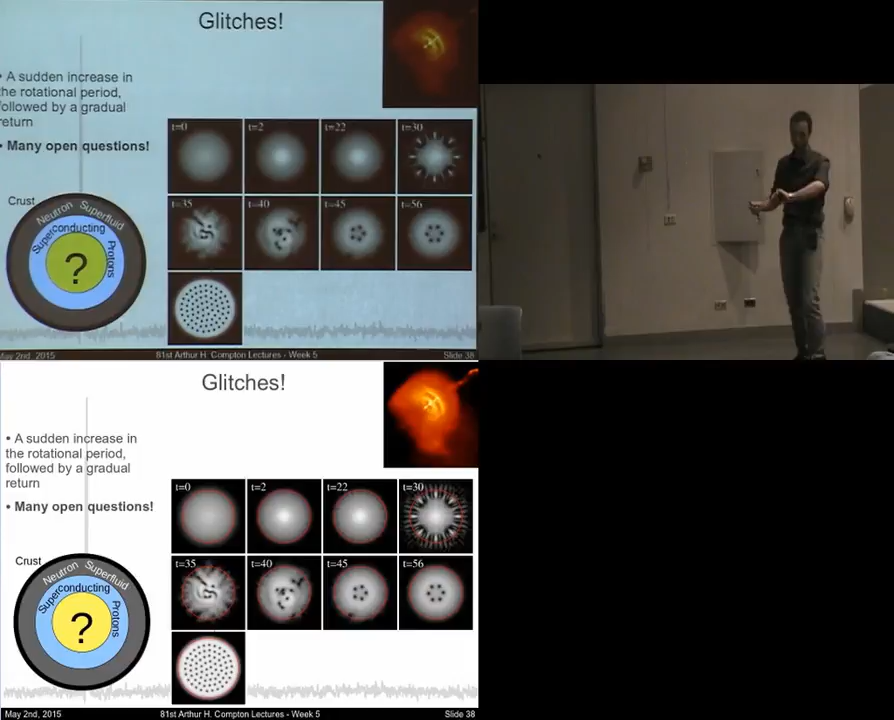 Glitches!
• A sudden increase in
the rotational period,
followed by a gradual
return
• Many open questions!
t=0
t=2
t=22
t=30
t=35
t=40
t=45
t=56
Crust
Neutron Superfluid
Superconducting
Protons
?
May 2nd, 2015
81st Arthur H. Compton Lectures - Week 5
Slide 38
Glitches!
• A sudden increase in
the rotational period,
followed by a gradual
return
• Many open questions!
t=0
t=2
t=22
t=30
t=35
t=40
t=45
t=56
Crust
Neutron Superfluid
Superconducting
Protons
?
May 2nd, 2015
81st Arthur H. Compton Lectures - Week 5
Slide 38